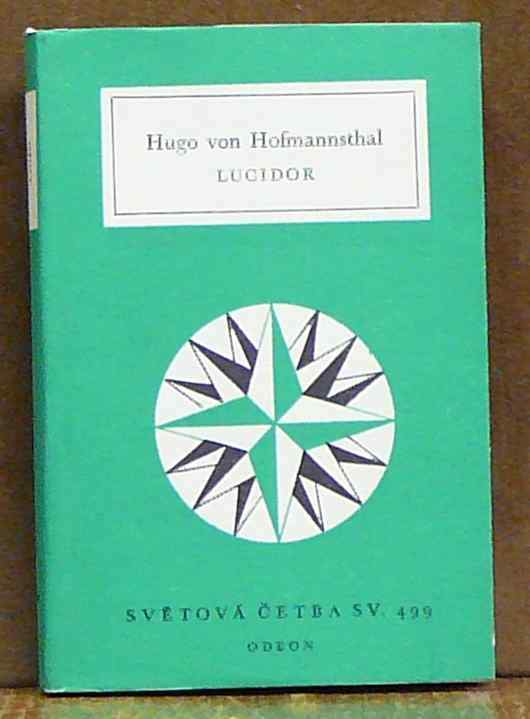 Hugo von Hofmannsthal
LUCIDOR
SVĚTOVÁ ČETBA SV. 499
ODEON